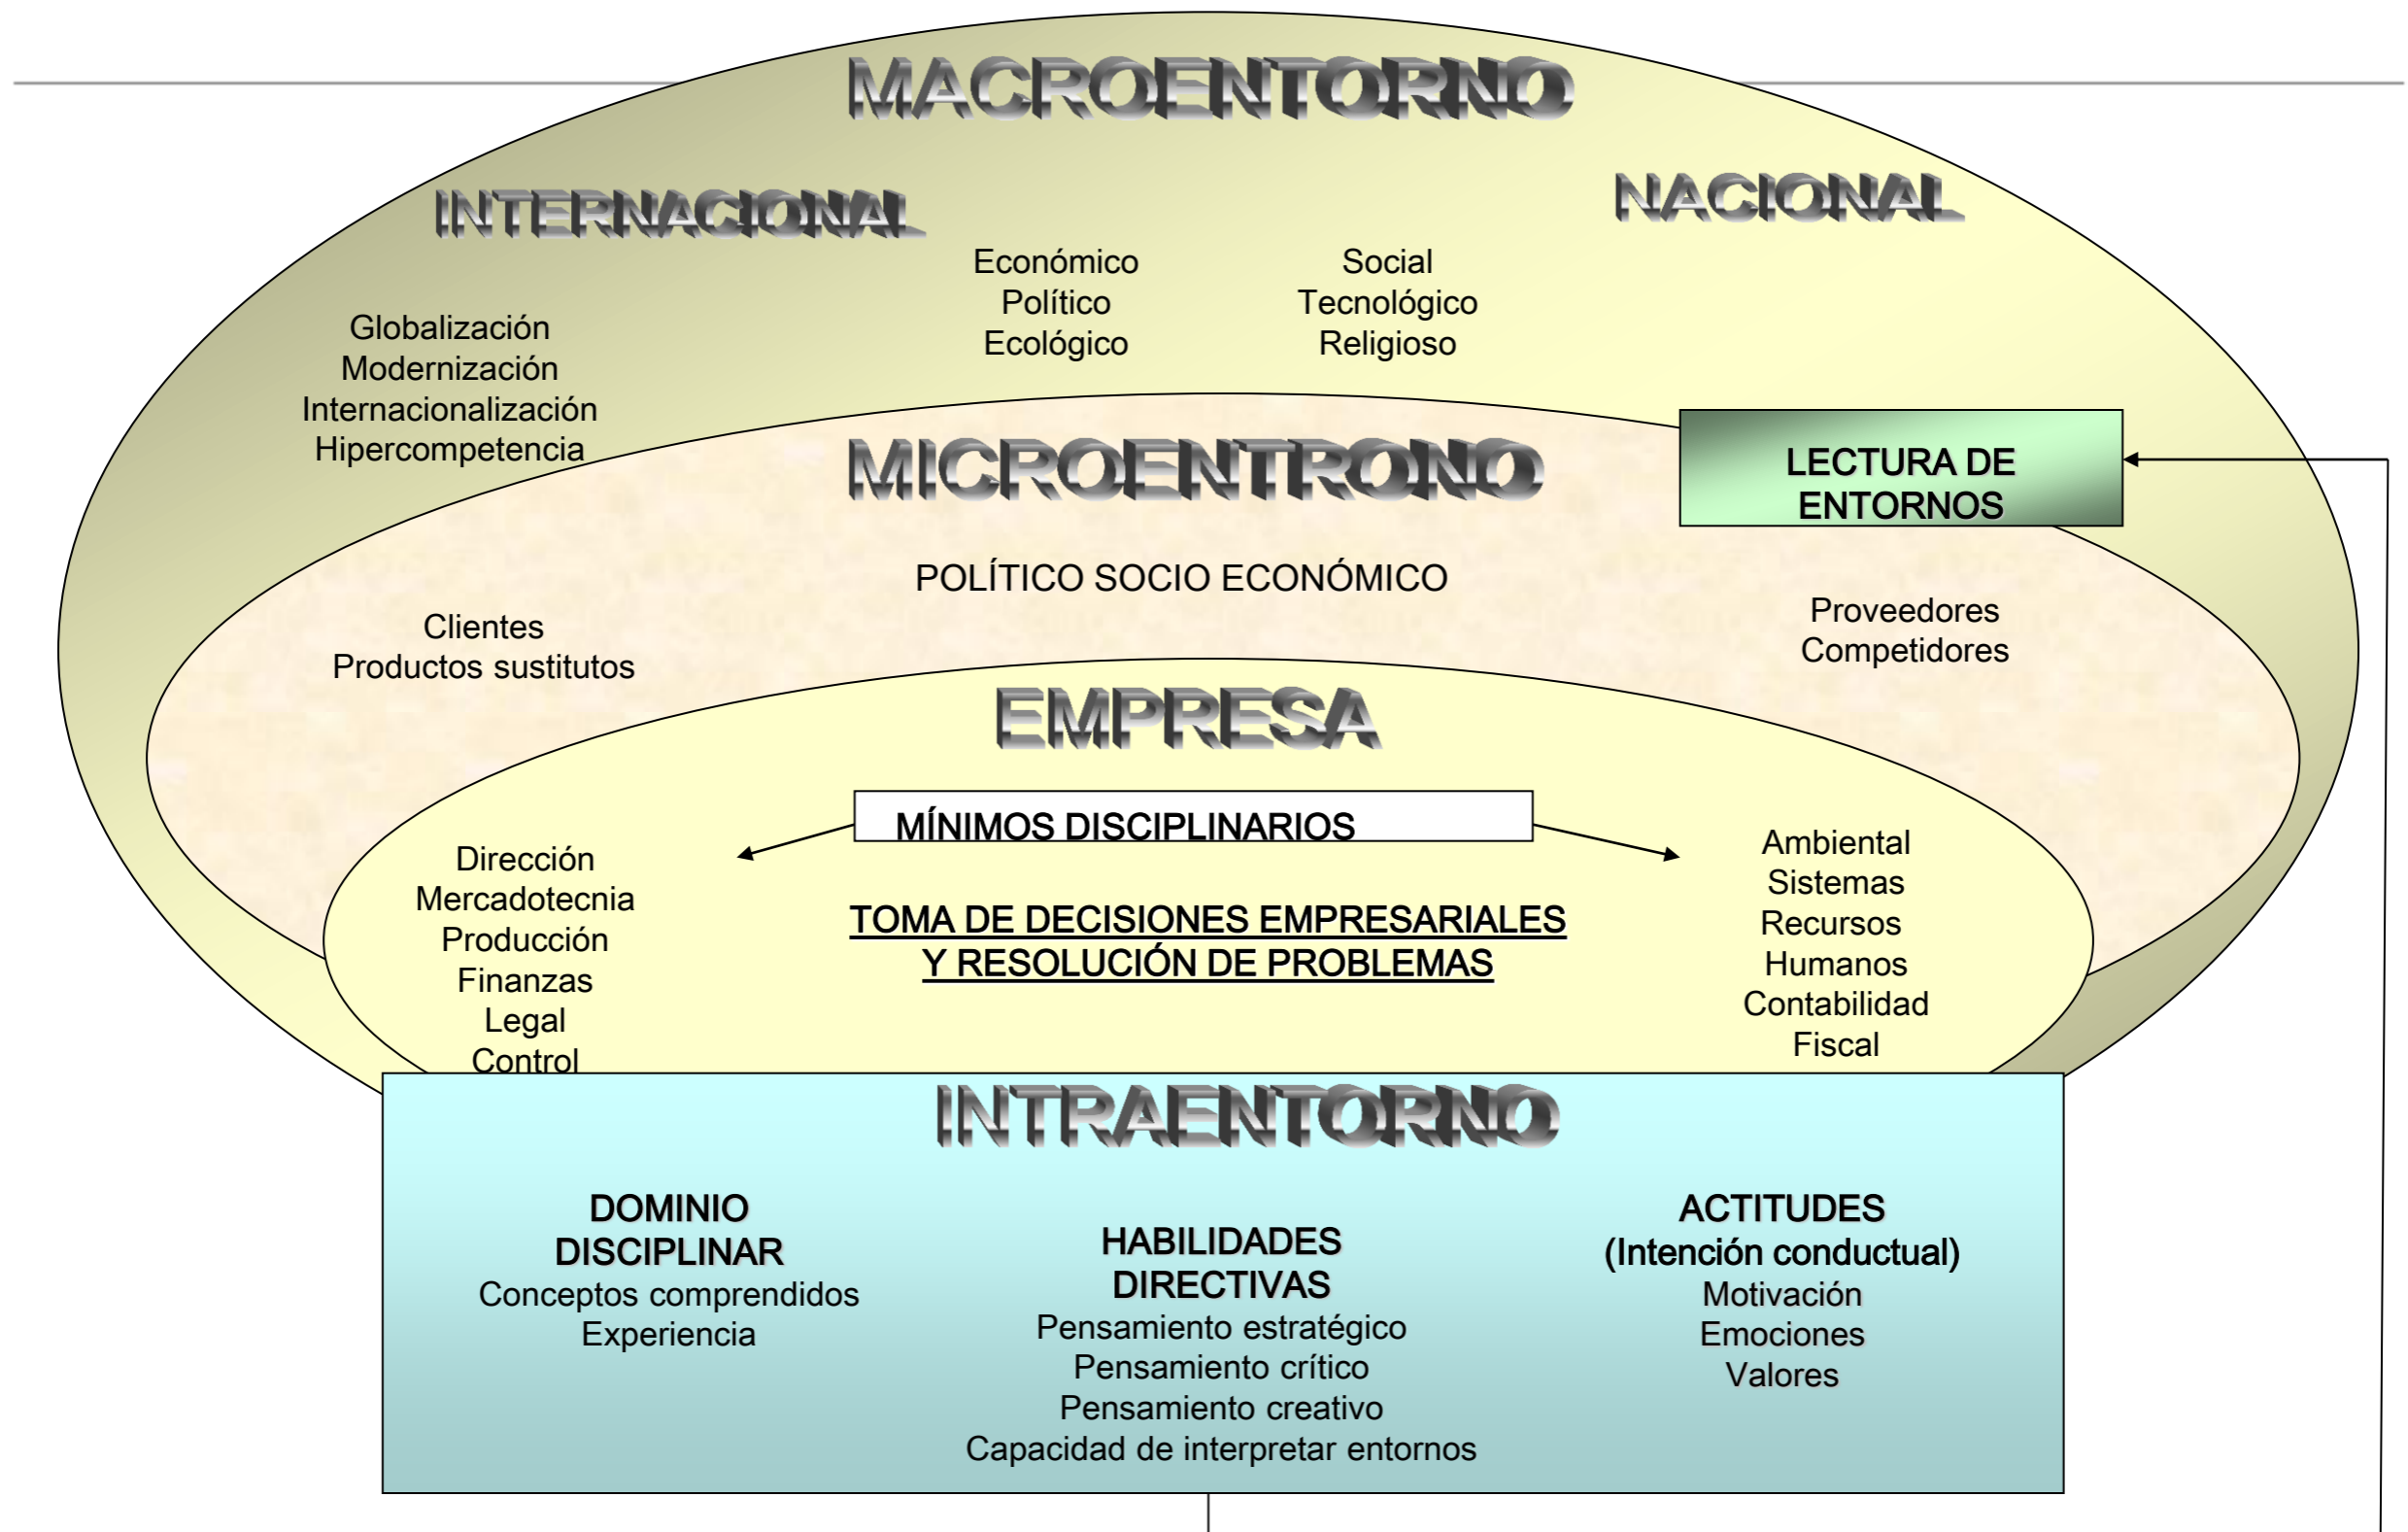 MACROENTORNO
INTERNACIONAL
NACIONAL
Económico
Político
Ecológico
Social
Tecnológico
Religioso
Globalización
Modernización
Internacionalización
Hipercompetencia
MICROENTRONO
LECTURA DE
ENTORNOS
POLÍTICO SOCIO ECONÓMICO
Clientes
Productos sustitutos
Proveedores
Competidores
EMPRESA
MÍNIMOS DISCIPLINARIOS
Dirección
Mercadotecnia
Producción
Finanzas
Legal
Control
TOMA DE DECISIONES EMPRESARIALES
Y RESOLUCIÓN DE PROBLEMAS
Ambiental
Sistemas
Recursos
Humanos
Contabilidad
Fiscal
INTRAENTORNO
DOMINIO
DISCIPLINAR
Conceptos comprendidos
Experiencia
HABILIDADES
DIRECTIVAS
Pensamiento estratégico
Pensamiento crítico
Pensamiento creativo
Capacidad de interpretar entornos
ACTITUDES
(Intención conductual)
Motivación
Emociones
Valores